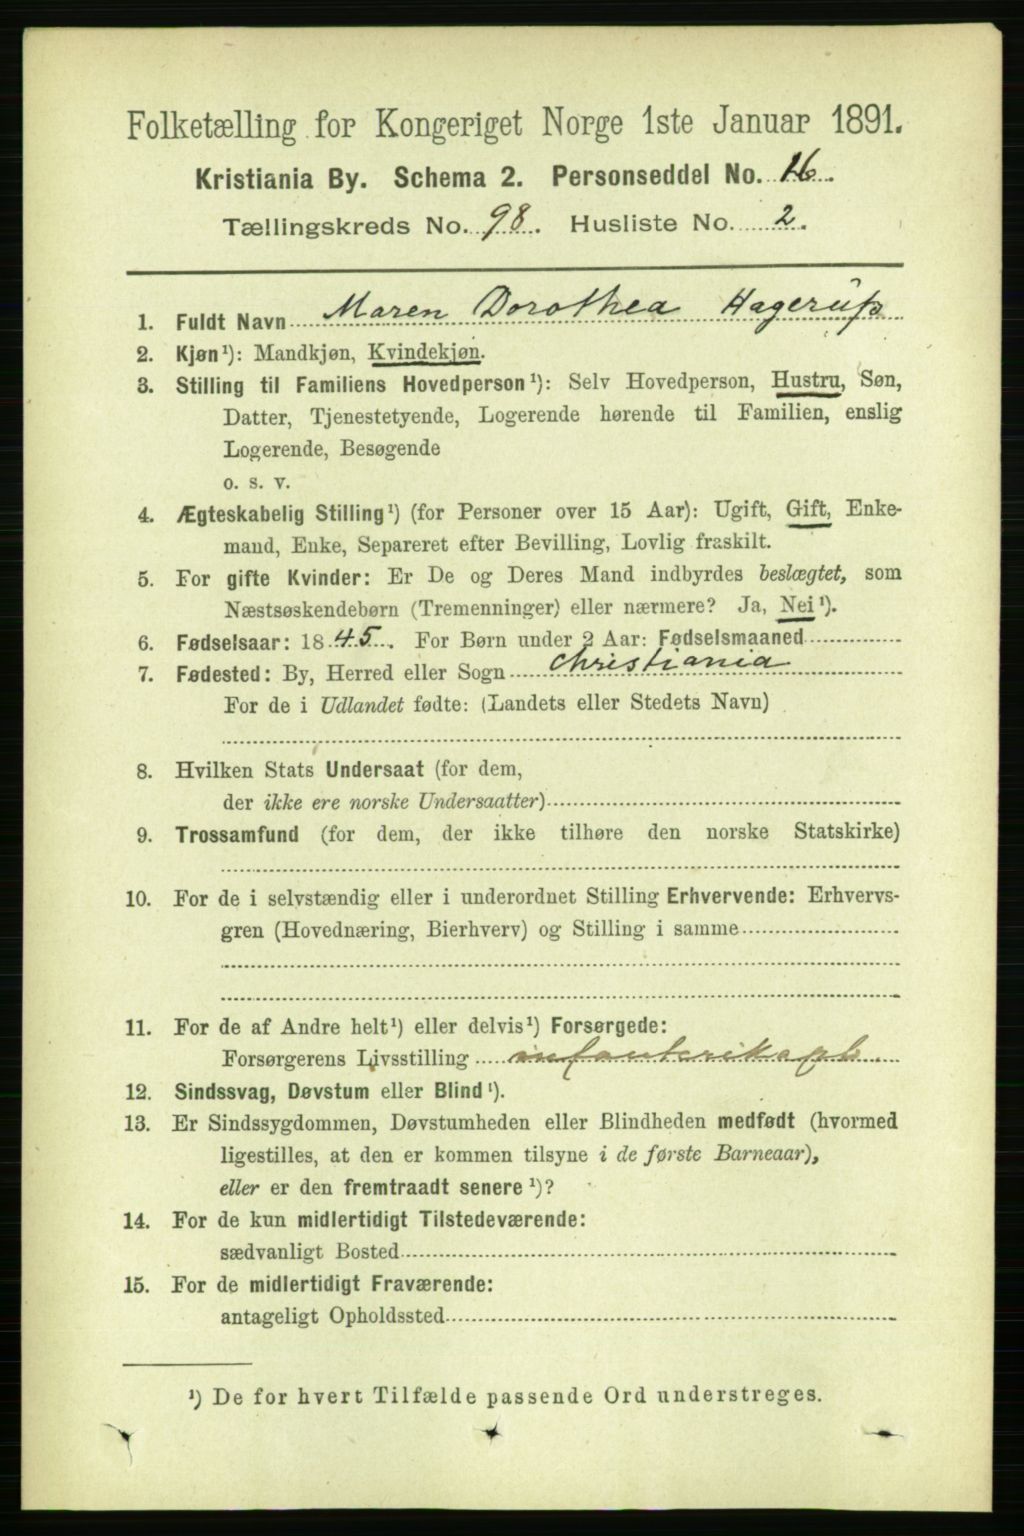 Folketælling for Kongeriget Norge 1ste Januar 1891.
Kristiania By. Schema 2. Personseddel No. 16.
Tællingskreds No. 98. Husliste No. 2.
1. Fuldt Navn Maren Dorothea Hagerup
2. Kjøn¹): Mandkjøn, Kvindekjøn.
3. Stilling til Familiens Hovedperson¹): Selv Hovedperson, Hustru, Søn,
Datter, Tjenestetyende, Logerende hørende til Familien, enslig
Logerende, Besøgende
o. s. v.
4. Ægteskabelig Stilling¹) (for Personer over 15 Aar): Ugift, Gift, Enke-
mand, Enke, Separeret efter Bevilling, Lovlig fraskilt.
5. For gifte Kvinder: Er De og Deres Mand indbyrdes beslægtet, som
Næstsøskendebørn (Tremenninger) eller nærmere? Ja, Nei¹).
6. Fødselsaar: 1845. For Børn under 2 Aar: Fødselsmaaned
7. Fødested: By, Herred eller Sogn Christiania
For de i Udlandet fødte: (Landets eller Stedets Navn)
8. Hvilken Stats Undersaat (for dem,
der ikke ere norske Undersaatter)
9. Trossamfund (for dem, der ikke tilhøre den norske Statskirke)
10. For de i selvstændig eller i underordnet Stilling Erhvervende: Erhvervs-
gren (Hovednæring, Bierhverv) og Stilling i samme
11. For de af Andre helt¹) eller delvis¹) Forsørgede:
Forsørgerens Livsstilling
12. Sindssvag, Døvstum eller Blind¹).
13. Er Sindssygdommen, Døvstumheden eller Blindheden medfødt (hvormed
ligestilles, at den er kommen tilsyne i de første Barneaar),
eller er den fremtraadt senere¹)?
14. For de kun midlertidigt Tilstedeværende:
sædvanligt Bosted
15. For de midlertidigt Fraværende:
antageligt Opholdssted
¹) De for hvert Tilfælde passende Ord understreges.